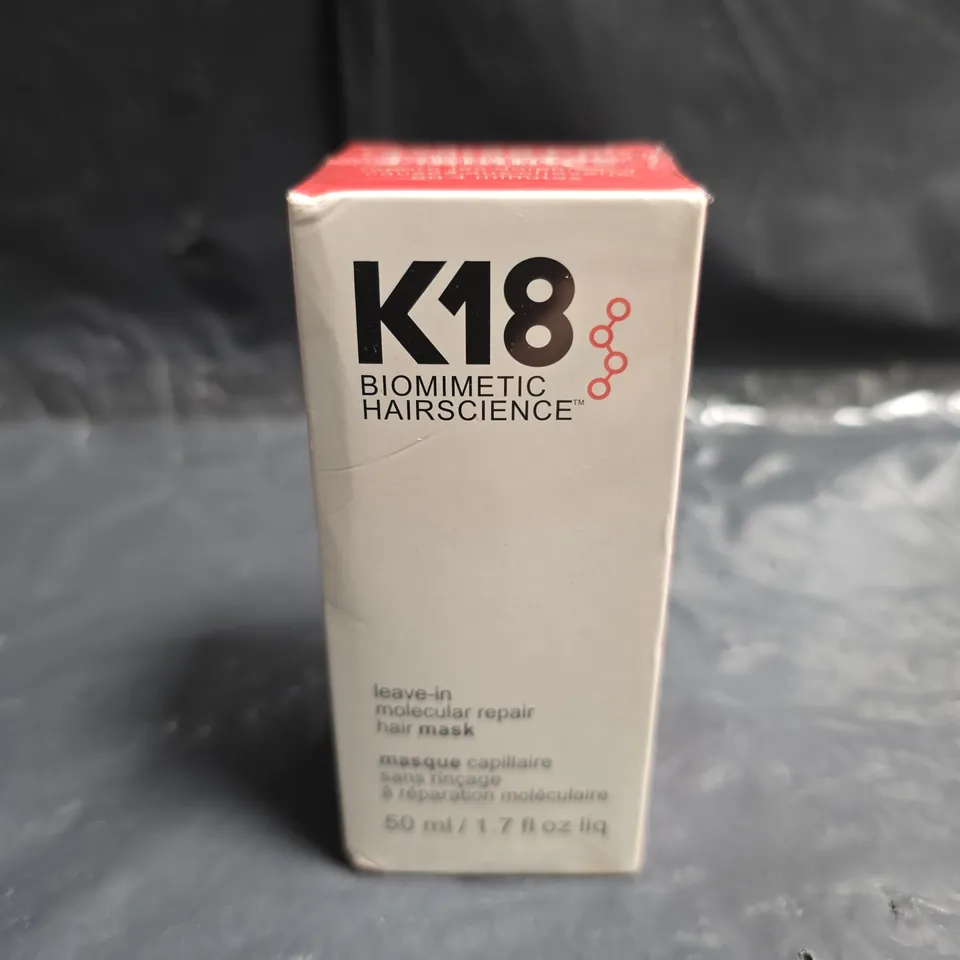 K18
BIOMIMETIC
HAIRSCIENCE™
leave-in
molecular repair
hair mask
masque capillaire
sans rinçage
à réparation moléculaire
50 ml / 1.7 fl oz liq